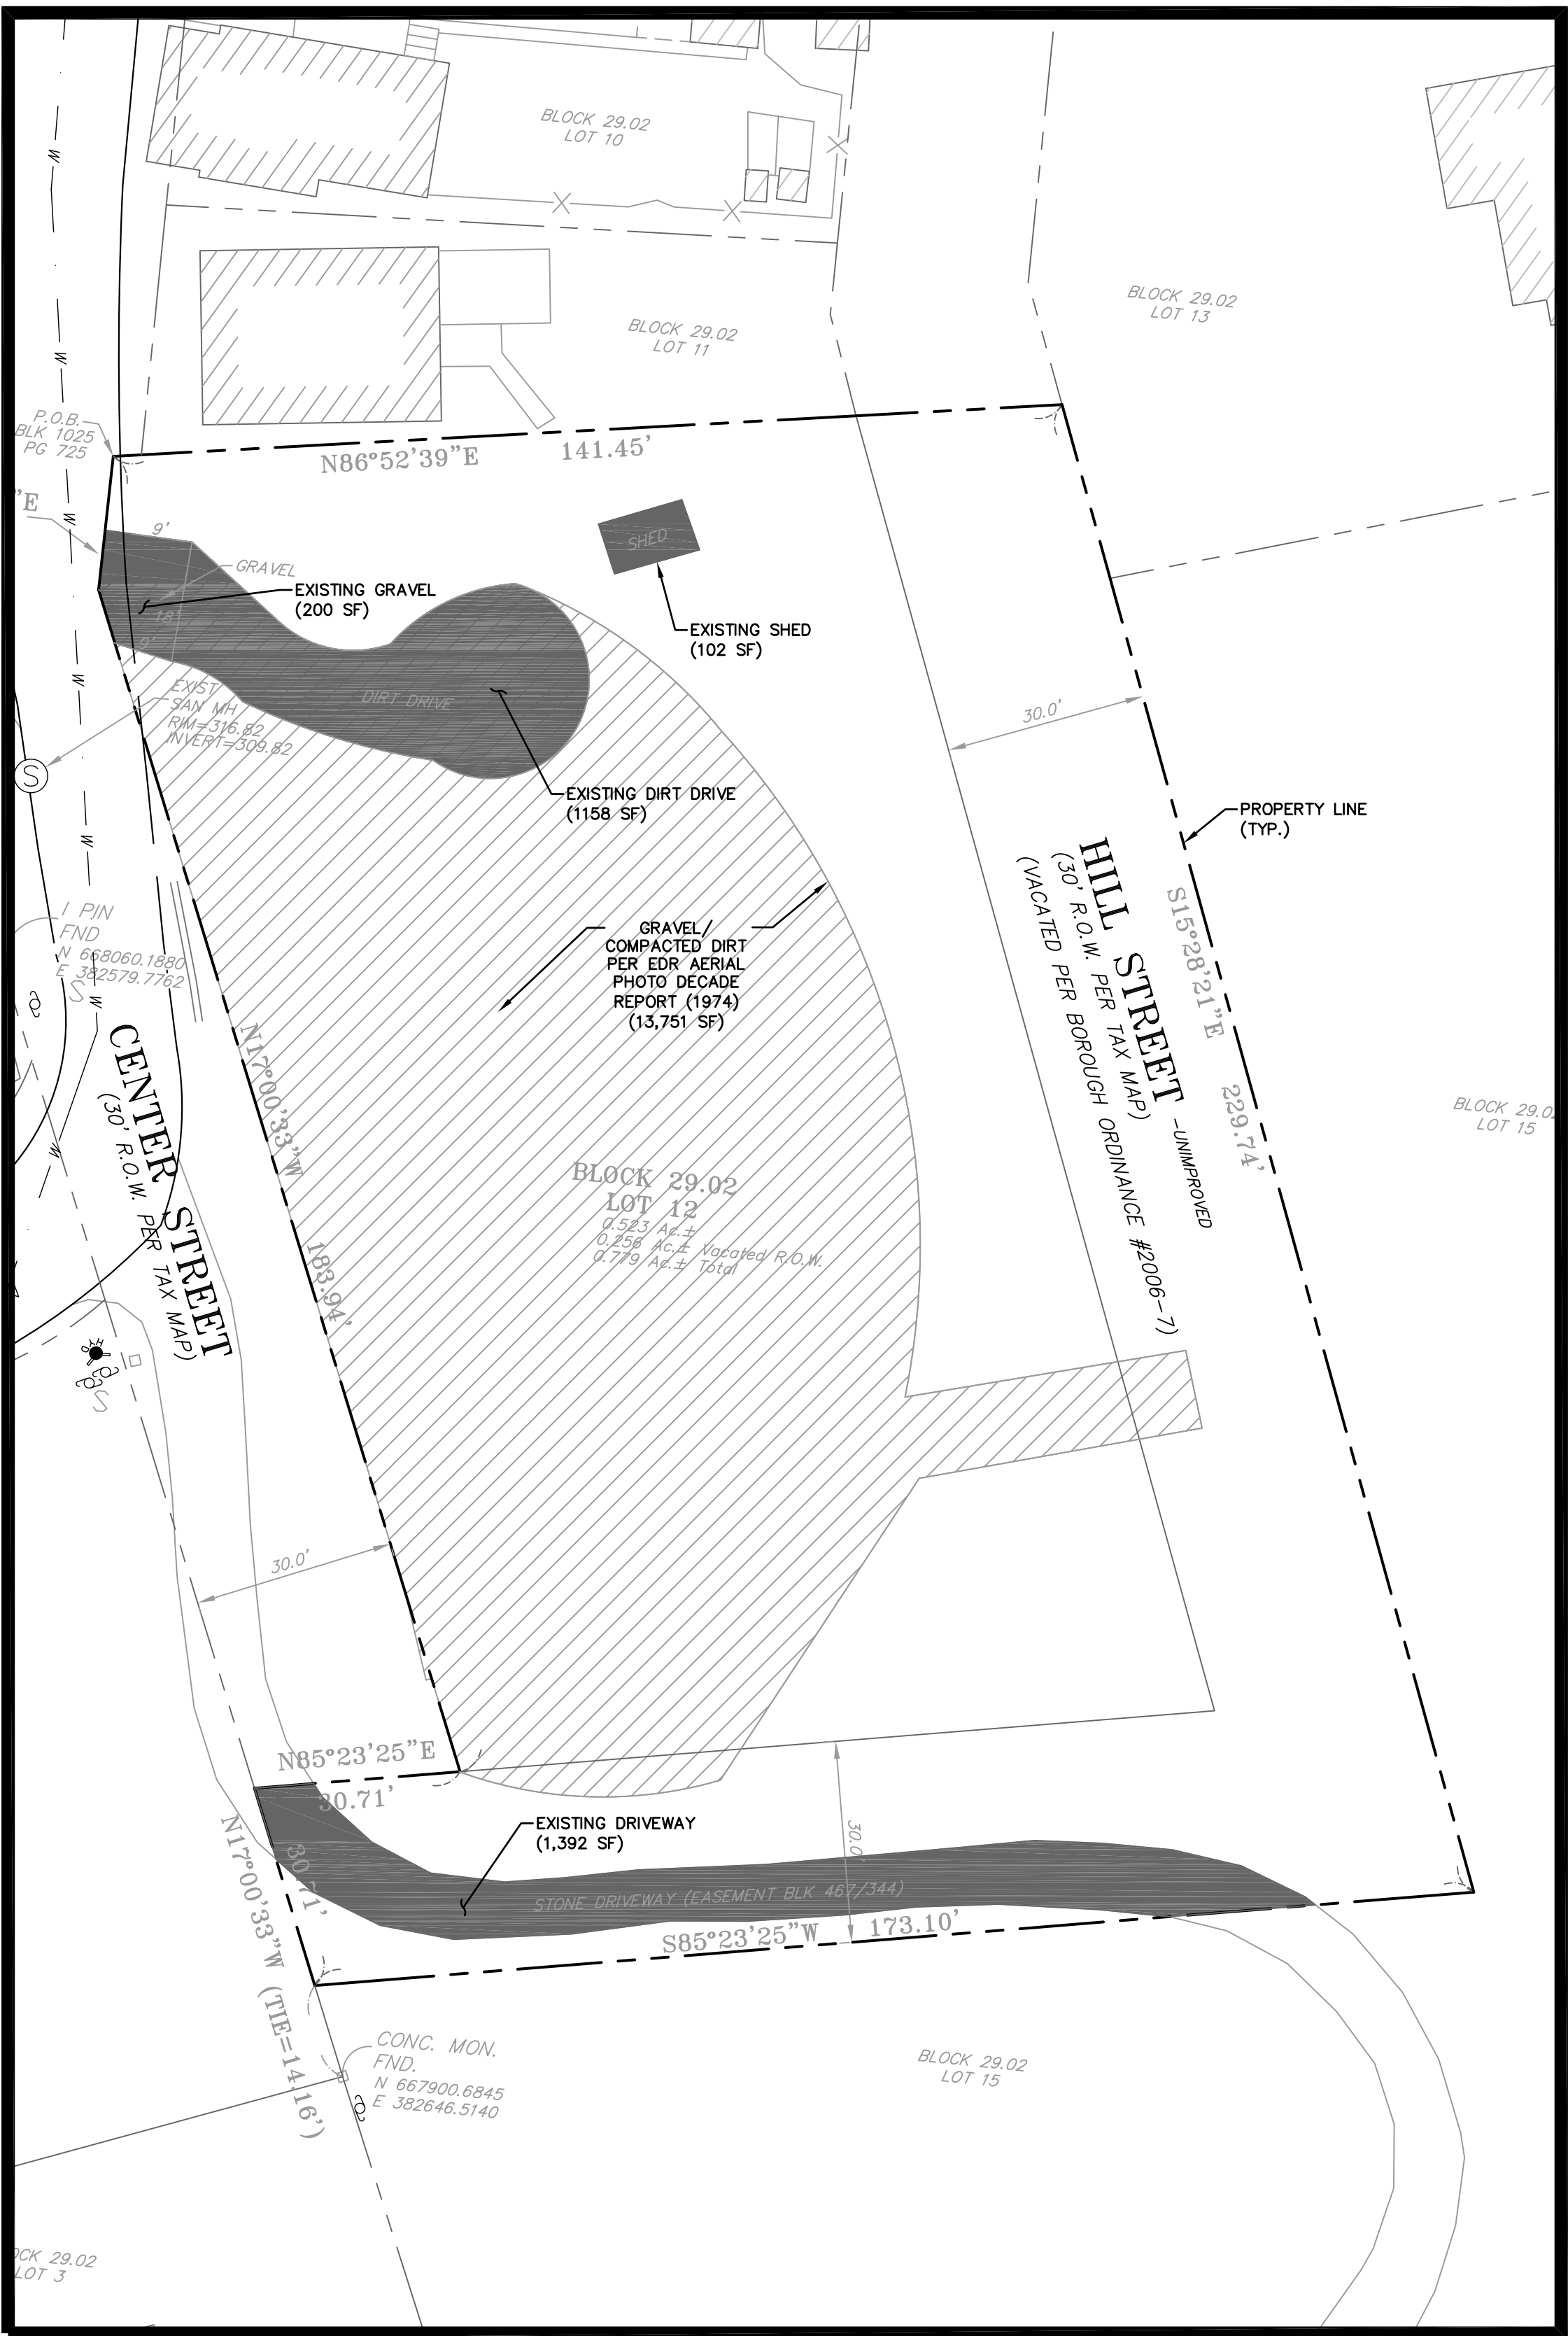 BLOCK 29.02
LOT 10
BLOCK 29.02
LOT 13
BLOCK 29.02
LOT 11
P.O.B.
BLK 1025
PG 725
N86°52'39"E
141.45'
"E
9'
GRAVEL
18'
9'
EXISTING GRAVEL
(200 SF)
SHED
EXISTING SHED
(102 SF)
DIRT DRIVE
EXIST
SAN MH
RIM=316.82
INVERT=309.82
S
EXISTING DIRT DRIVE
(1158 SF)
30.0'
PROPERTY LINE
(TYP.)
HILL STREET -UNIMPROVED
(30' R.O.W. PER TAX MAP)
(VACATED PER BOROUGH ORDINANCE #2006-7)
S15°28'21"E
229.74'
I PIN
FND
N 668060.1880
E 382579.7762
S
GRAVEL/
COMPACTED DIRT
PER EDR AERIAL
PHOTO DECADE
REPORT (1974)
(13,751 SF)
CENTER STREET
(30' R.O.W. PER TAX MAP)
N17°00'33"W
183.94'
BLOCK 29.02
LOT 12
0.523 Ac.±
0.256 Ac.± Vacated R.O.W.
0.779 Ac.± Total
BLOCK 29.0
LOT 15
W
W
W
W
W
W
W
W
S
30.0'
N85°23'25"E
30.71'
30.71'
EXISTING DRIVEWAY
(1,392 SF)
30.0'
STONE DRIVEWAY (EASEMENT BLK 467/344)
S85°23'25"W
173.10'
N17°00'33"W (TIE=14.16')
CONC. MON.
FND.
N 667900.6845
E 382646.5140
BLOCK 29.02
LOT 15
OCK 29.02
LOT 3